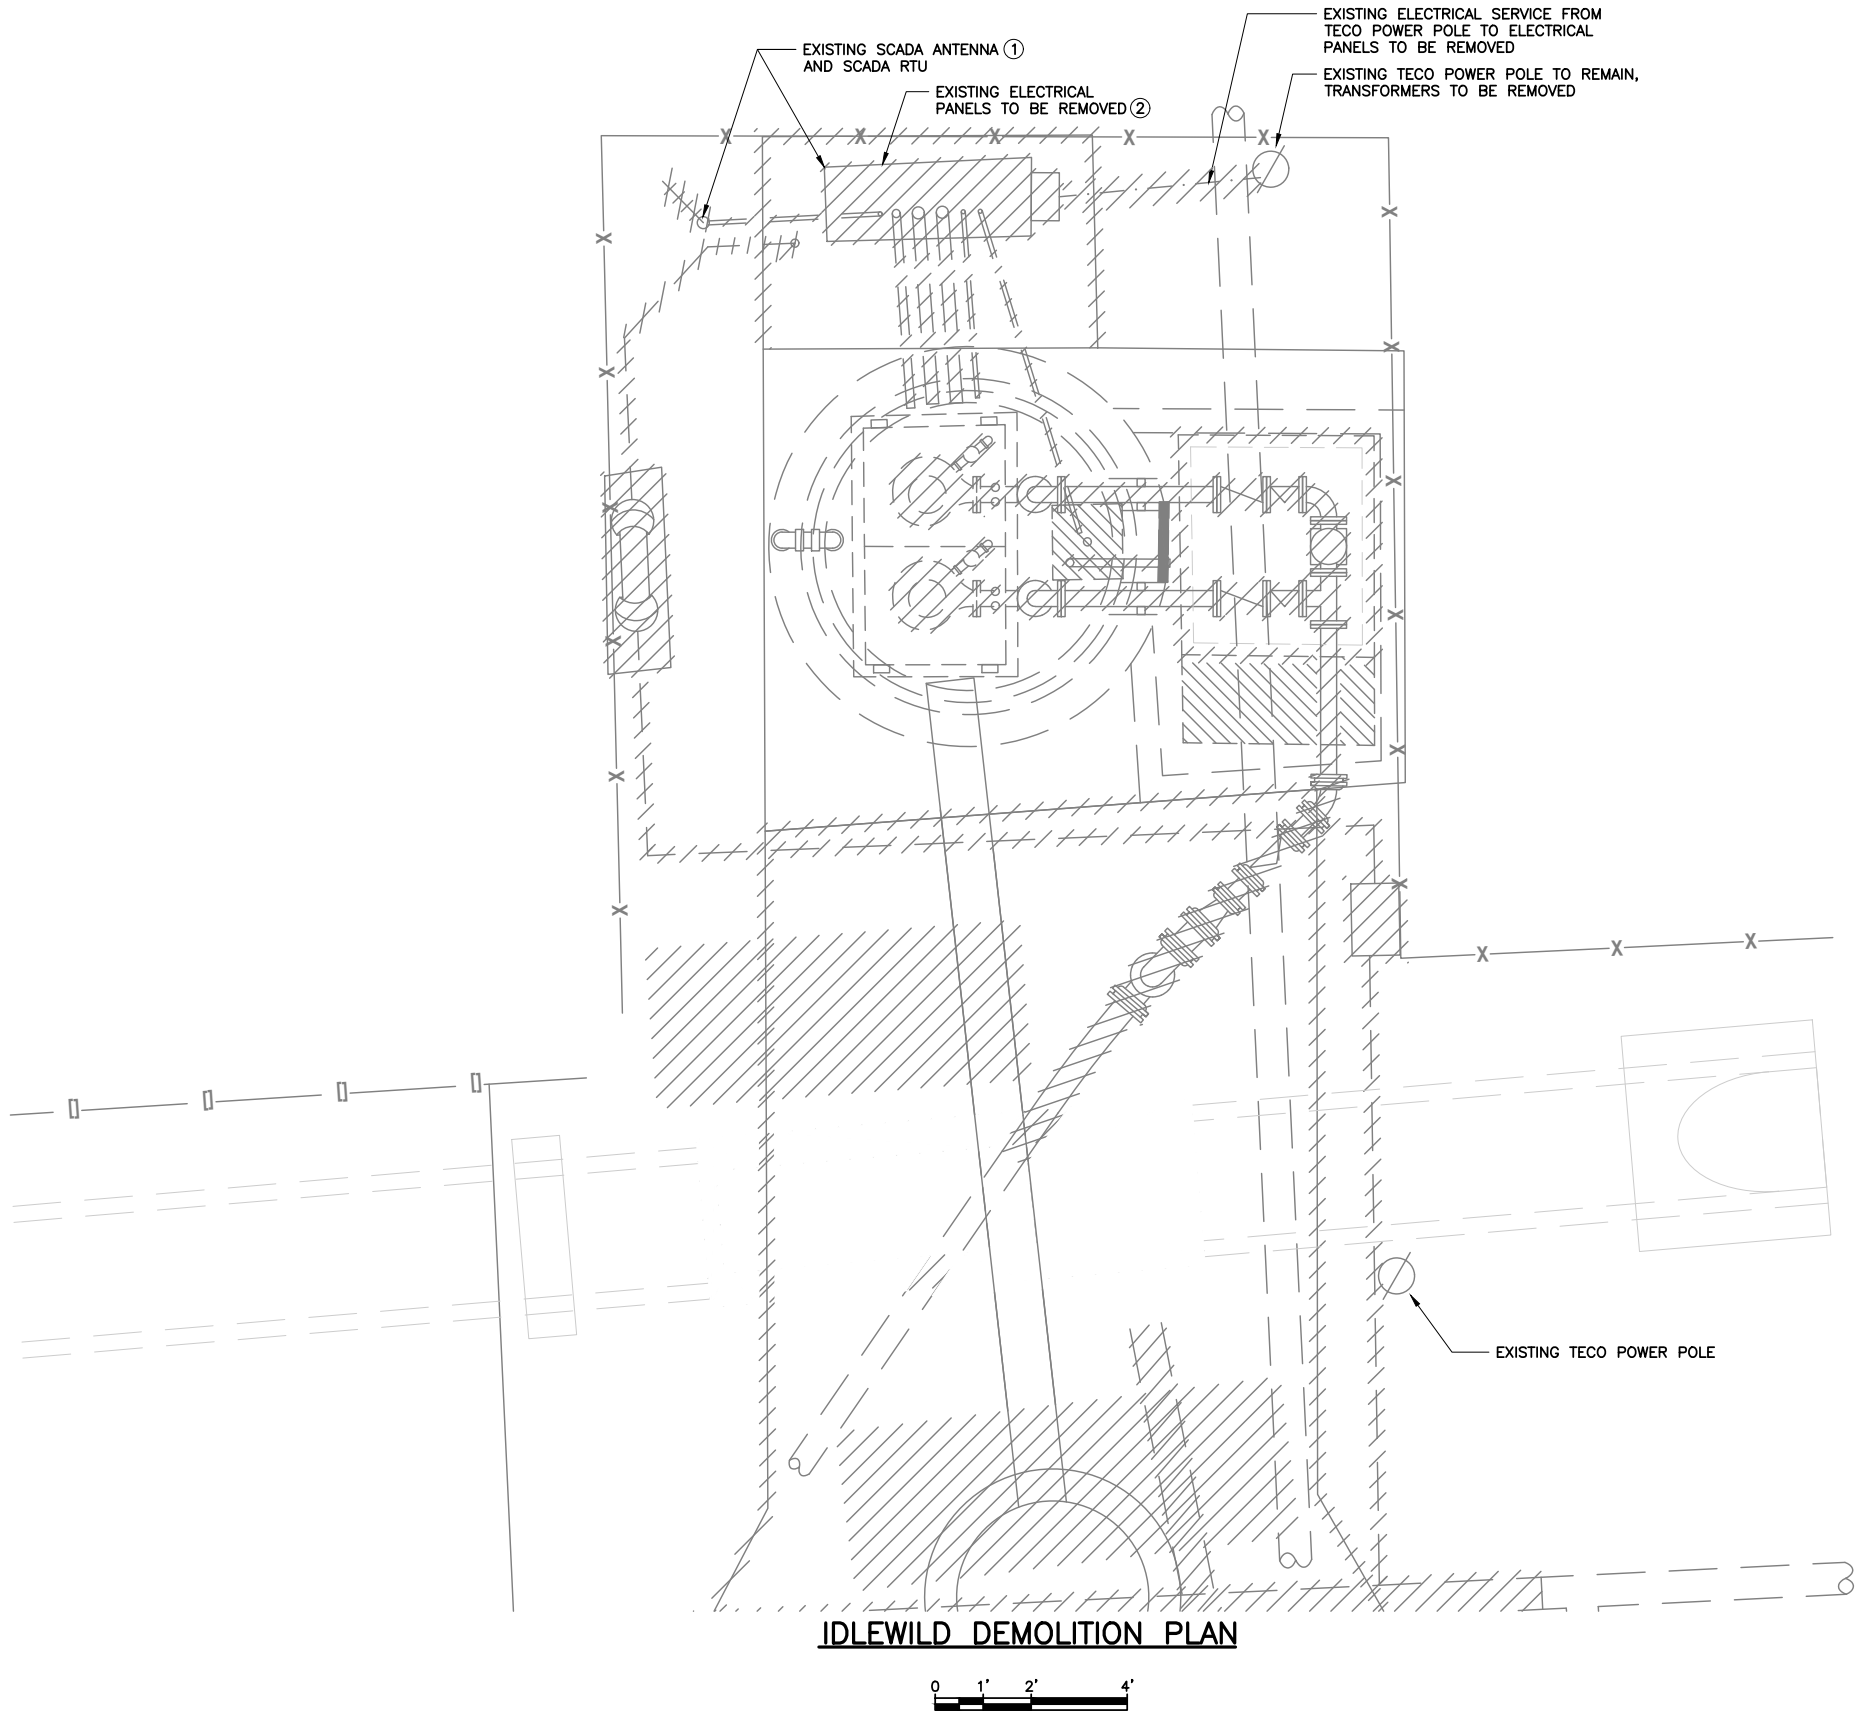 EXISTING ELECTRICAL SERVICE FROM
TECO POWER POLE TO ELECTRICAL
PANELS TO BE REMOVED
EXISTING SCADA ANTENNA ①
AND SCADA RTU
EXISTING TECO POWER POLE TO REMAIN,
TRANSFORMERS TO BE REMOVED
EXISTING ELECTRICAL
PANELS TO BE REMOVED ②
EXISTING TECO POWER POLE
IDLEWILD DEMOLITION PLAN
0 1' 2' 4'